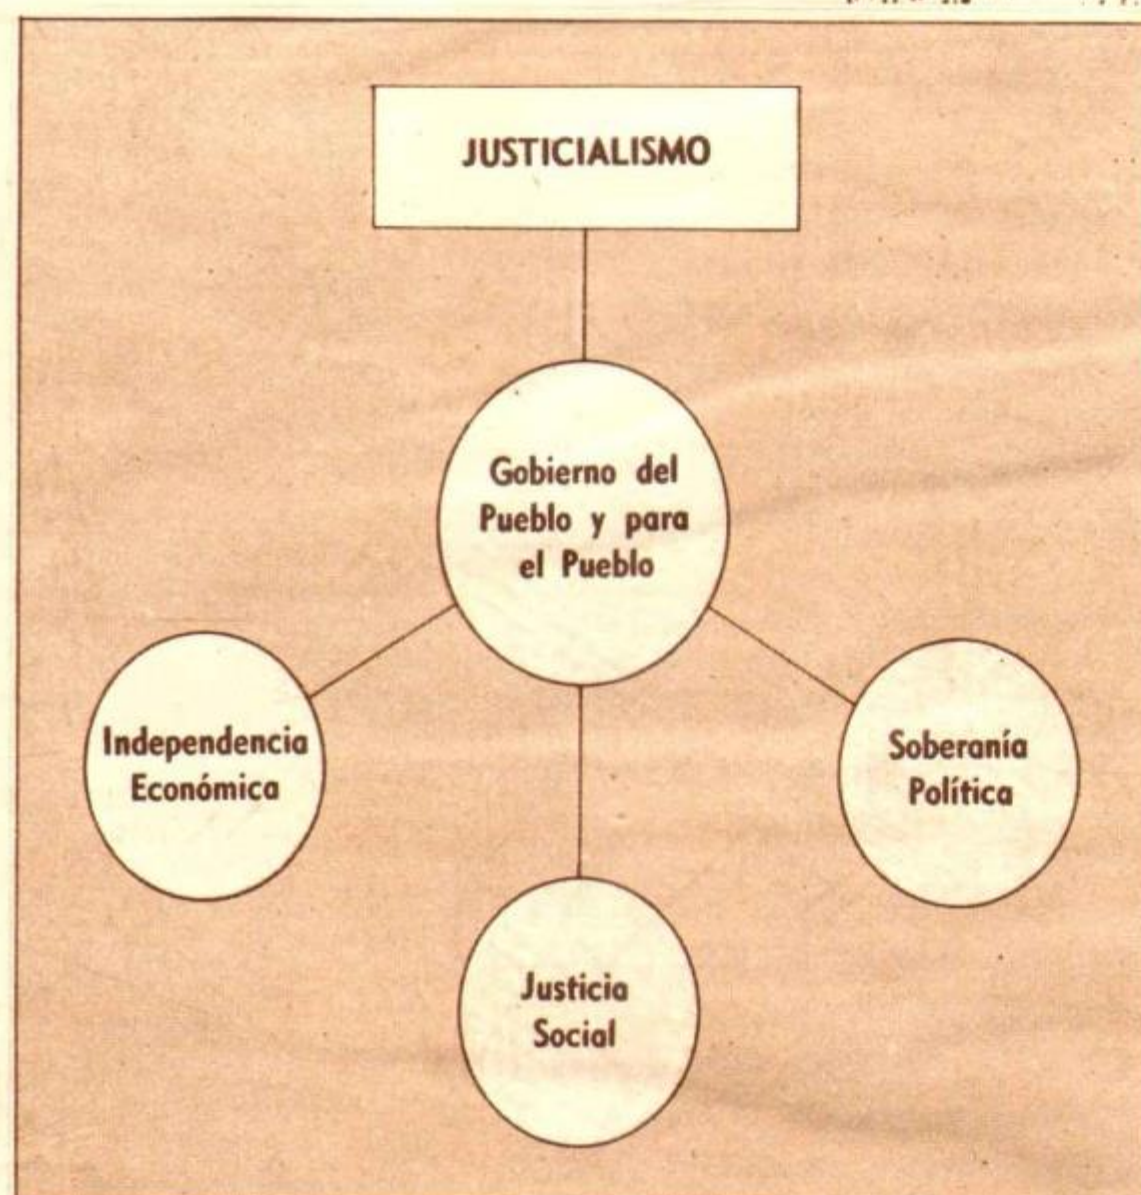 JUSTICIALISMO
Gobierno del
Pueblo y para
el Pueblo
Independencia
Económica
Soberanía
Política
Justicia
Social